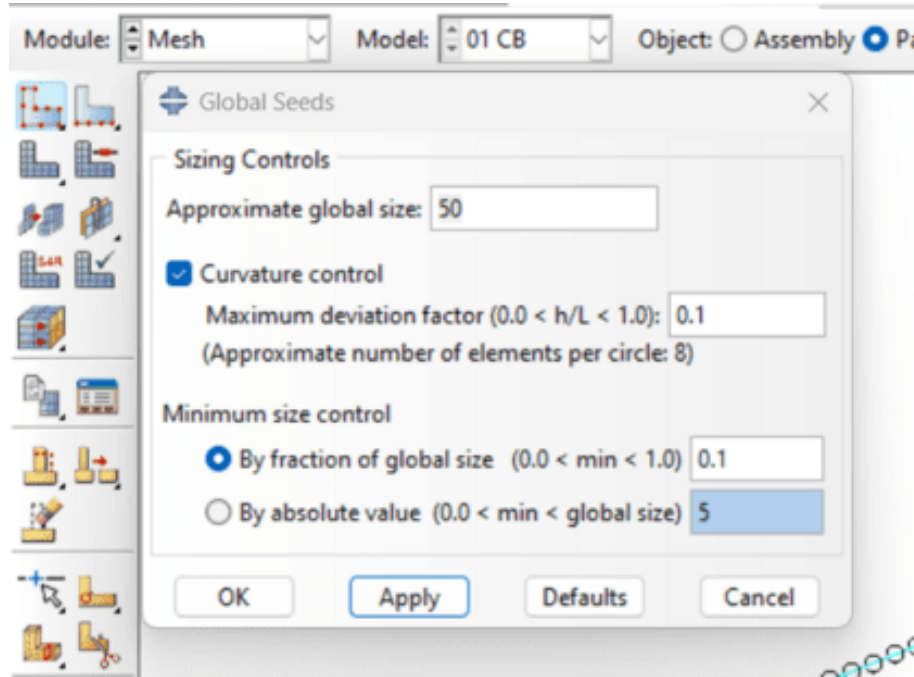 Module: Mesh Model: 01 CB Object: Assembly Pa
Global Seeds
Sizing Controls
Approximate global size: 50
Curvature control
Maximum deviation factor (0.0 < h/L < 1.0): 0.1
(Approximate number of elements per circle: 8)
Minimum size control
By fraction of global size (0.0 < min < 1.0) 0.1
By absolute value (0.0 < min < global size) 5
OK Apply Defaults Cancel